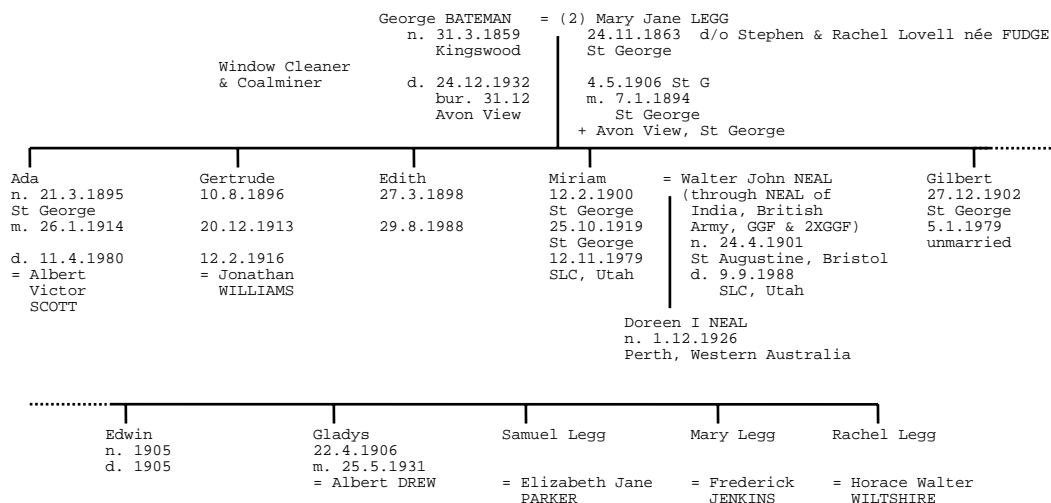 George BATEMAN = (2) Mary Jane LEGG
n. 31.3.1859 24.11.1863 d/o Stephen & Rachel Lovell née FUDGE
Kingswood St George
Window Cleaner
& Coalminer d. 24.12.1932 4.5.1906 St G
bur. 31.12 m. 7.1.1894
Avon View St George
+ Avon View, St George
Ada Gertrude Edith Miriam = Walter John NEAL Gilbert
n. 21.3.1895 10.8.1896 27.3.1898 12.2.1900 (through NEAL of 27.12.1902
St George St George India, British St George
m. 26.1.1914 20.12.1913 29.8.1988 25.10.1919 Army, GGF & 2XGGF) 5.1.1979
St George n. 24.4.1901 unmarried
d. 11.4.1980 12.2.1916 12.11.1979 St Augustine, Bristol
= Albert = Jonathan SLC, Utah d. 9.9.1988
Victor WILLIAMS SLC, Utah
SCOTT
Doreen I NEAL
n. 1.12.1926
Perth, Western Australia
Edwin Gladys Samuel Legg Mary Legg Rachel Legg
n. 1905 22.4.1906
d. 1905 m. 25.5.1931
= Albert DREW = Elizabeth Jane = Frederick = Horace Walter
PARKER JENKINS WILTSHIRE